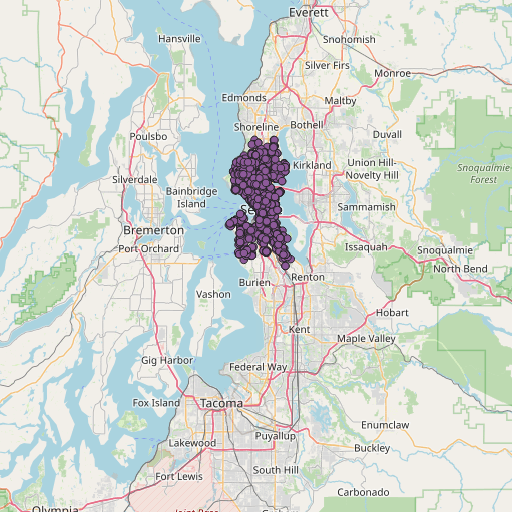 Everett
Hansville
Snohomish
Silver Firs
Monroe
Edmonds
Maltby
Shoreline
Bothell
Duvall
Poulsbo
Kirkland
Union Hill-
Novelty Hill
Snoqualmie
Forest
Silverdale
Bainbridge
Island
Sammamish
Bremerton
Port Orchard
Issaquah
Snoqualmie
North Bend
Renton
Burien
Vashon
Hobart
Kent
Maple Valley
Gig Harbor
Federal Way
Fox Island
Tacoma
Enumclaw
Puyallup
Lakewood
Buckley
South Hill
Fort Lewis
Carbonado
Olympia